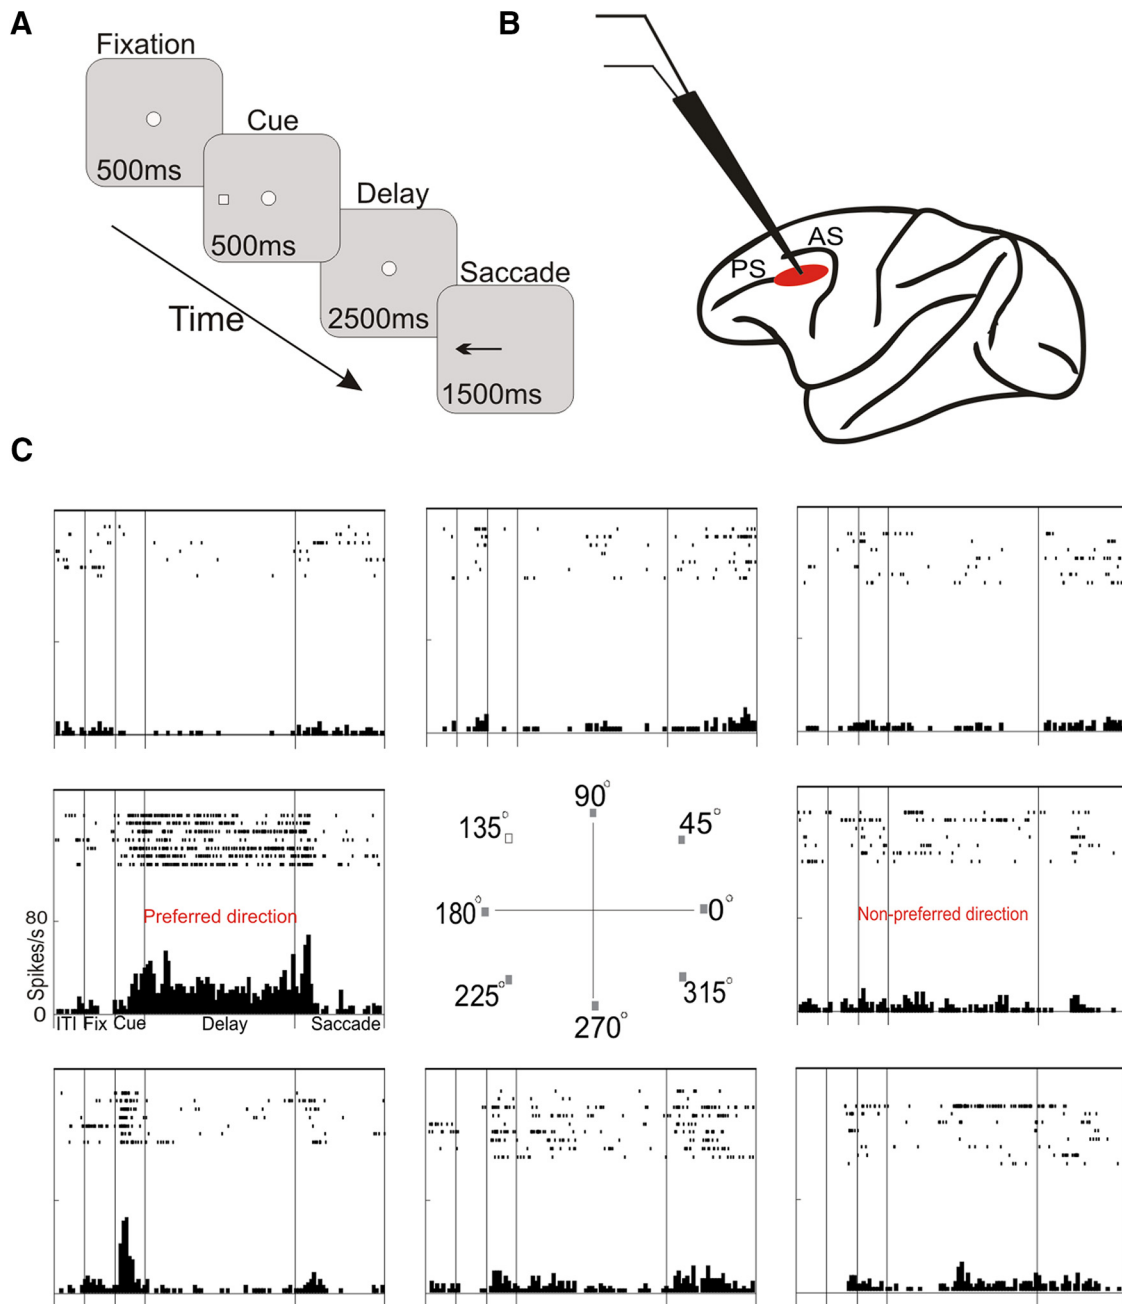 A
Fixation
500ms
Cue
500ms
Delay
2500ms
Saccade
1500ms
Time
B
AS
PS
C
Preferred direction
80
Spikes/s
0
ITI Fix Cue Delay Saccade
90°
135°
45°
180°
0°
225°
315°
270°
Non-preferred direction